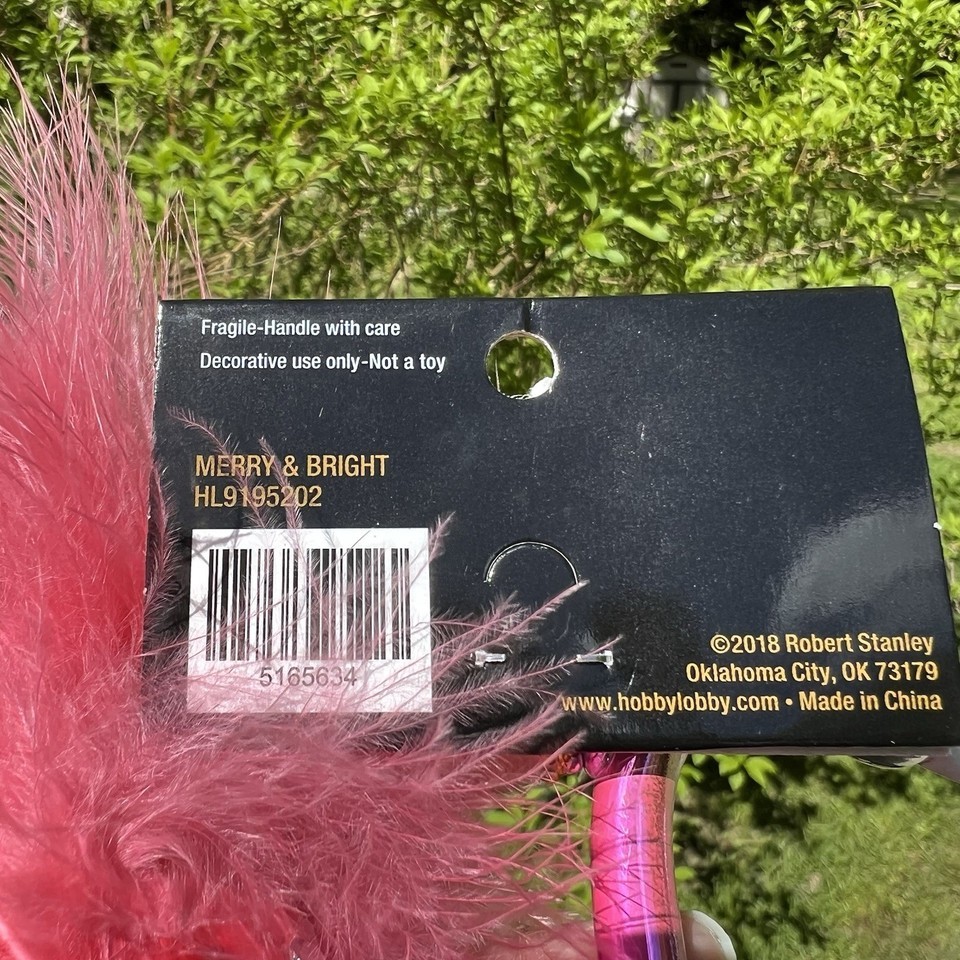 Fragile-Handle with care
Decorative use only-Not a toy
MERRY & BRIGHT
HL9195202
5165634
©2018 Robert Stanley
Oklahoma City, OK 73179
www.hobbylobby.com • Made in China